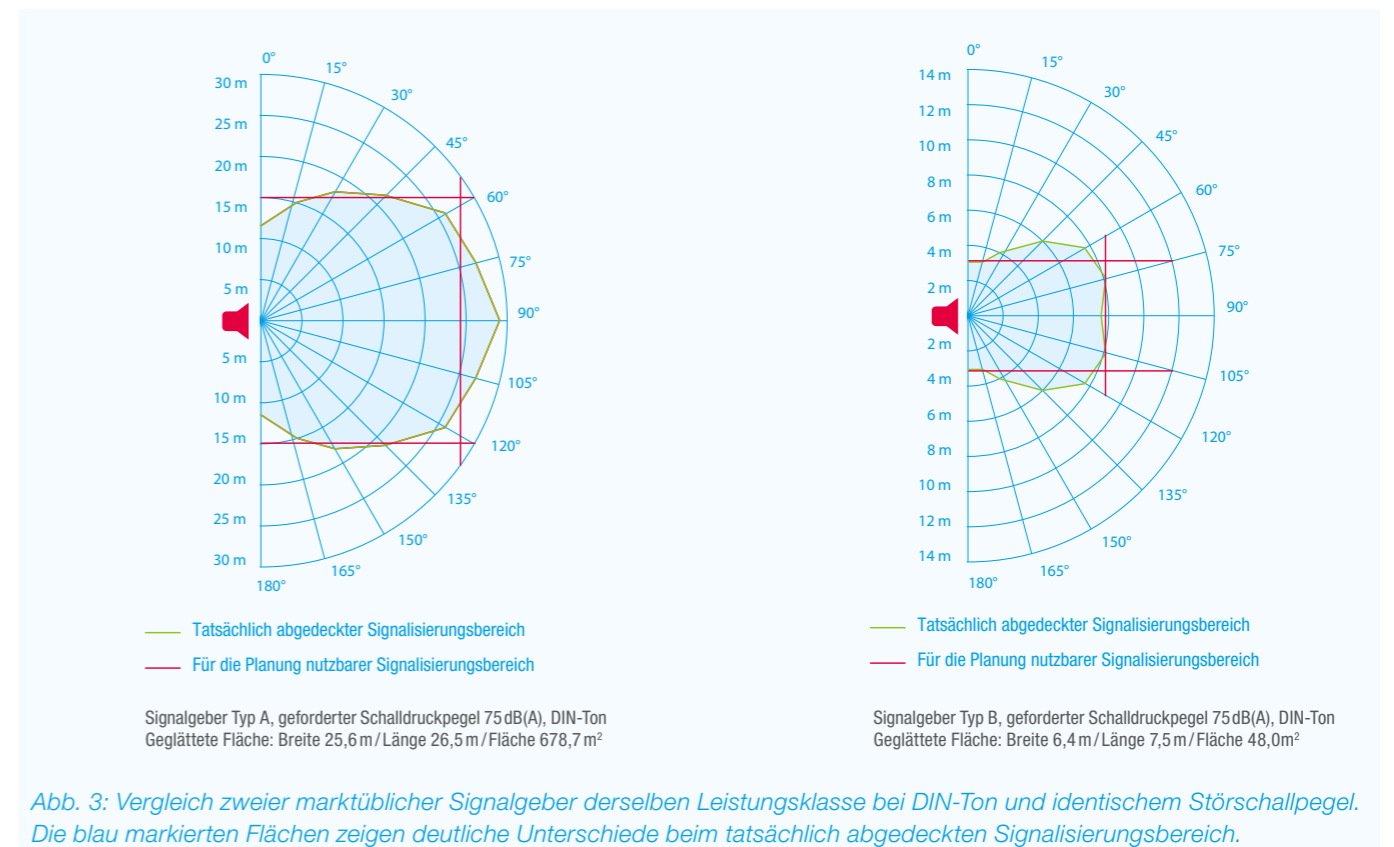 0°
15°
30°
45°
60°
75°
90°
105°
120°
135°
150°
165°
180°
30 m
25 m
20 m
15 m
10 m
5 m
5 m
10 m
15 m
20 m
25 m
30 m
Tatsächlich abgedeckter Signalisierungsbereich
Für die Planung nutzbarer Signalisierungsbereich
Signalgeber Typ A, geforderter Schalldruckpegel 75 dB(A), DIN-Ton
Geglättete Fläche: Breite 25,6 m / Länge 26,5 m / Fläche 678,7 m²
0°
15°
30°
45°
60°
75°
90°
105°
120°
135°
150°
165°
180°
14 m
12 m
10 m
8 m
6 m
4 m
2 m
2 m
4 m
6 m
8 m
10 m
12 m
14 m
Tatsächlich abgedeckter Signalisierungsbereich
Für die Planung nutzbarer Signalisierungsbereich
Signalgeber Typ B, geforderter Schalldruckpegel 75 dB(A), DIN-Ton
Geglättete Fläche: Breite 6,4 m / Länge 7,5 m / Fläche 48,0m²
Abb. 3: Vergleich zweier marktüblicher Signalgeber derselben Leistungsklasse bei DIN-Ton und identischem Störschallpegel.
Die blau markierten Flächen zeigen deutliche Unterschiede beim tatsächlich abgedeckten Signalisierungsbereich.